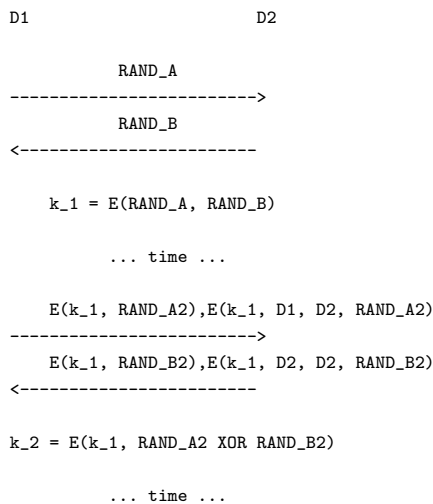 D1 D2
RAND_A
------------------------->
RAND_B
<------------------------
k_1 = E(RAND_A, RAND_B)
... time ...
E(k_1, RAND_A2),E(k_1, D1, D2, RAND_A2)
------------------------->
E(k_1, RAND_B2),E(k_1, D2, D2, RAND_B2)
<------------------------
k_2 = E(k_1, RAND_A2 XOR RAND_B2)
... time ...